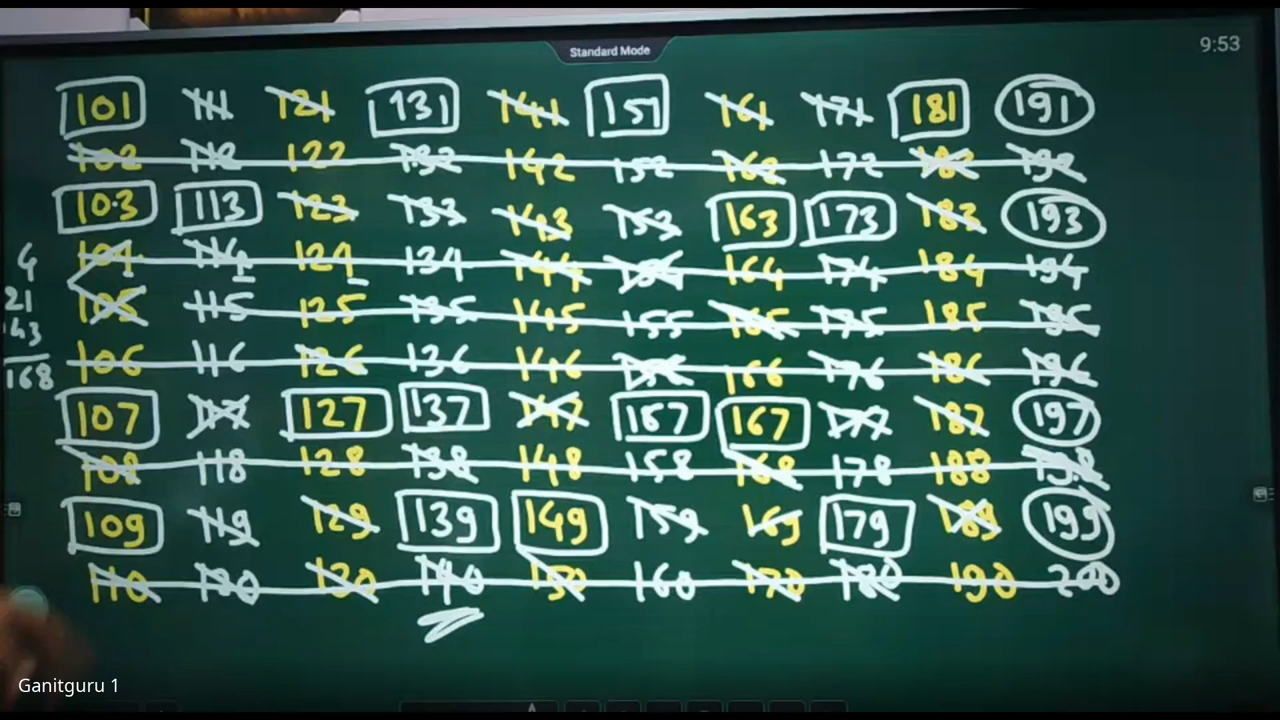 Standard Mode
9:53
101 111 121 131 141 151 161 171 181 191
102 112 122 132 142 152 162 172 182 192
103 113 123 133 143 153 163 173 183 193
4 104 114 124 134 144 154 164 174 184 194
21 105 115 125 135 145 155 165 175 185 195
143
168 106 116 126 136 146 156 166 176 186 196
107 117 127 137 147 157 167 177 187 197
108 118 128 138 148 158 168 178 188 198
109 119 129 139 149 159 169 179 189 199
110 120 130 140 150 160 170 180 190 200
Ganitguru 1